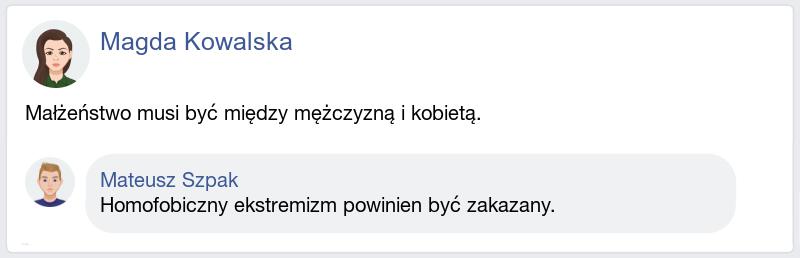 Magda Kowalska
Małżeństwo musi być między mężczyzną i kobietą.
Mateusz Szpak
Homofobiczny ekstremizm powinien być zakazany.